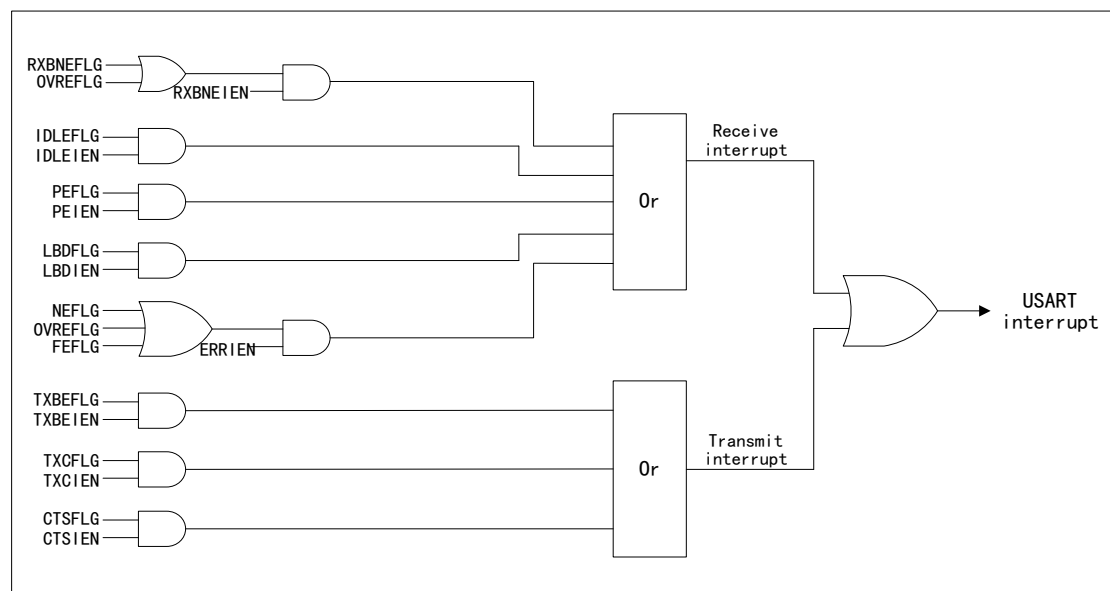 RXBNEFLG
OVREFLG
RXBNEIEN
IDLEFLG
IDLEIEN
PEFLG
PEIEN
LBDFLG
LBDIEN
NEFLG
OVREFLG
FEFLG
ERRIEN
Or
Receive
interrupt
TXBEFLG
TXBEIEN
TXCFLG
TXCIEN
CTSFLG
CTSIEN
Or
Transmit
interrupt
USART
interrupt